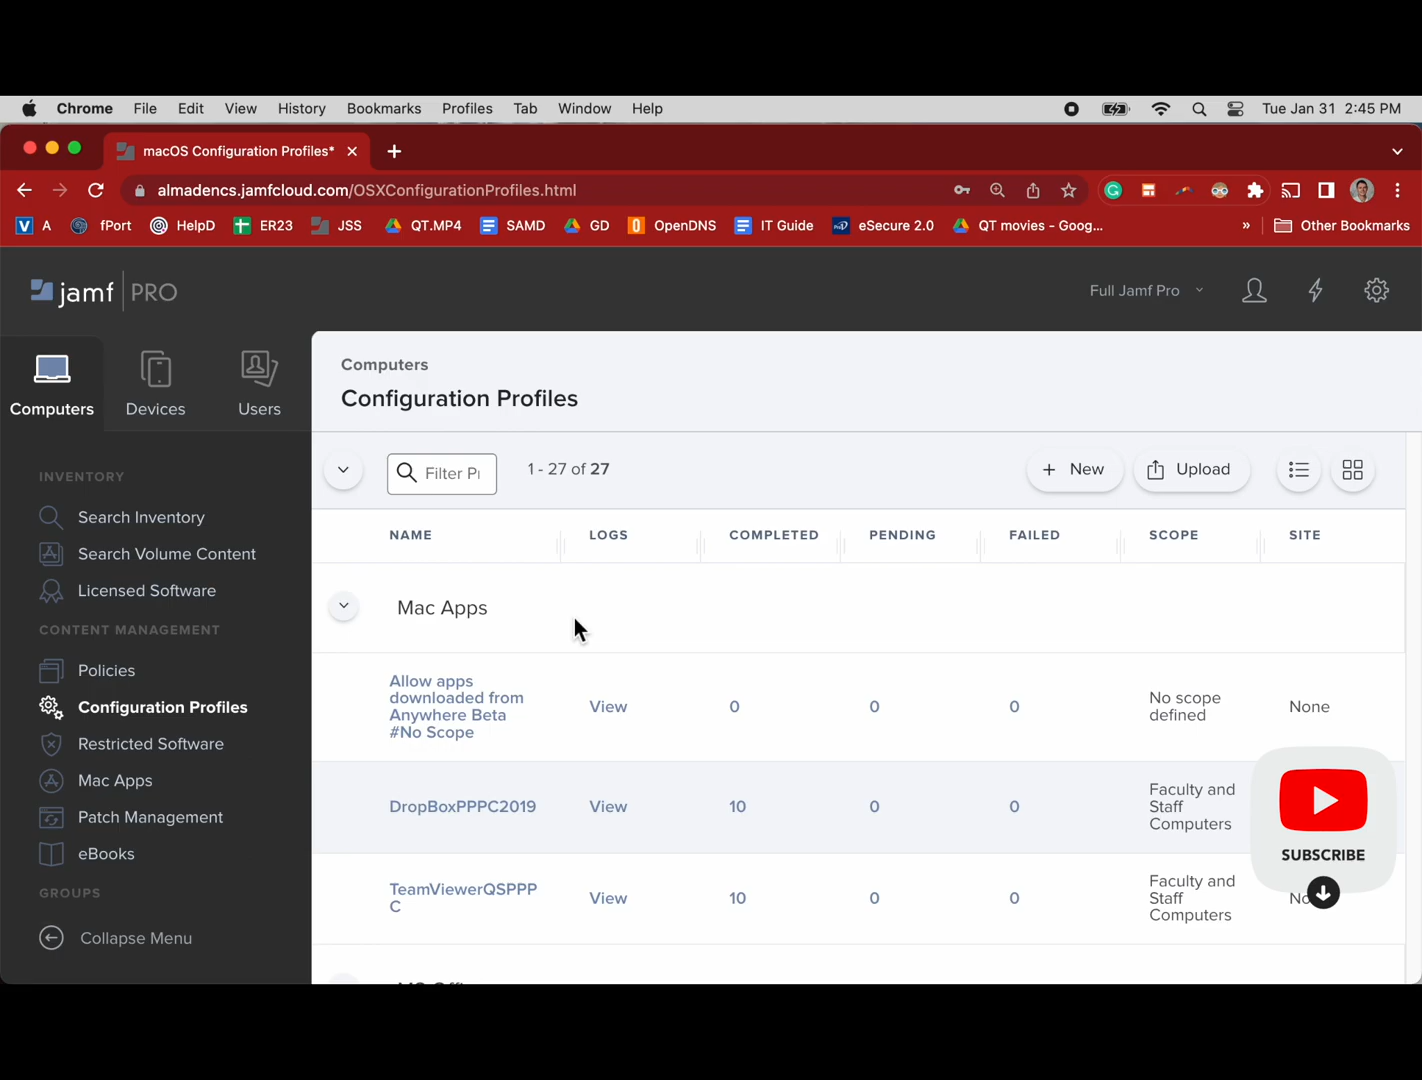 Chrome File Edit View History Bookmarks Profiles Tab Window Help Tue Jan 31 2:45 PM
macOS Configuration Profiles*
almadencs.jamfcloud.com/OSXConfigurationProfiles.html
V A fPort HelpD ER23 JSS QT.MP4 SAMD GD OpenDNS IT Guide eSecure 2.0 QT movies - Goog... » Other Bookmarks
jamf PRO
Full Jamf Pro
Computers Devices Users
INVENTORY
Search Inventory
Search Volume Content
Licensed Software
CONTENT MANAGEMENT
Policies
Configuration Profiles
Restricted Software
Mac Apps
Patch Management
eBooks
GROUPS
Collapse Menu
Computers
Configuration Profiles
Filter Pr 1 - 27 of 27 + New Upload
NAME LOGS COMPLETED PENDING FAILED SCOPE SITE
Mac Apps
Allow apps
downloaded from
Anywhere Beta
#No Scope
View 0 0 0
No scope
defined
None
DropBoxPPPC2019 View 10 0 0
Faculty and
Staff
Computers
TeamViewerQSPPP
C
View 10 0 0
Faculty and
Staff
Computers
SUBSCRIBE